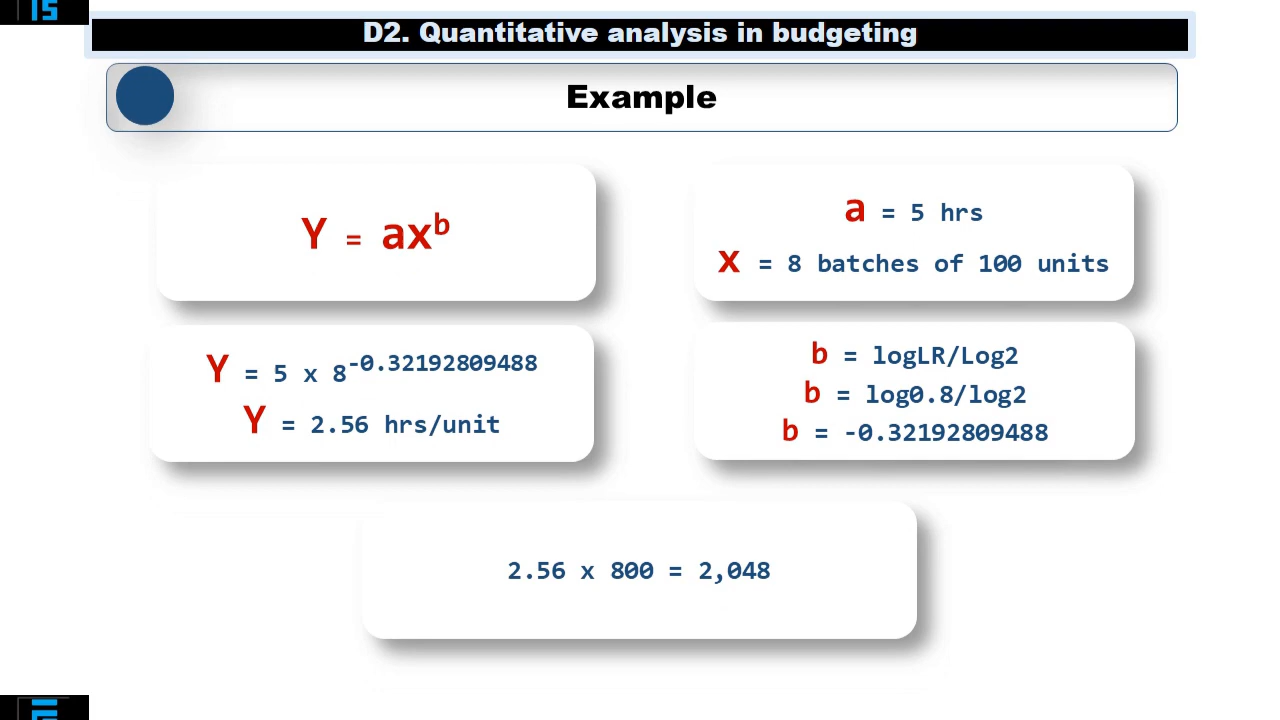 D2. Quantitative analysis in budgeting
Example
Y = ax^b
a = 5 hrs
x = 8 batches of 100 units
Y = 5 x 8^-0.32192809488
Y = 2.56 hrs/unit
b = logLR/Log2
b = log0.8/log2
b = -0.32192809488
2.56 x 800 = 2,048